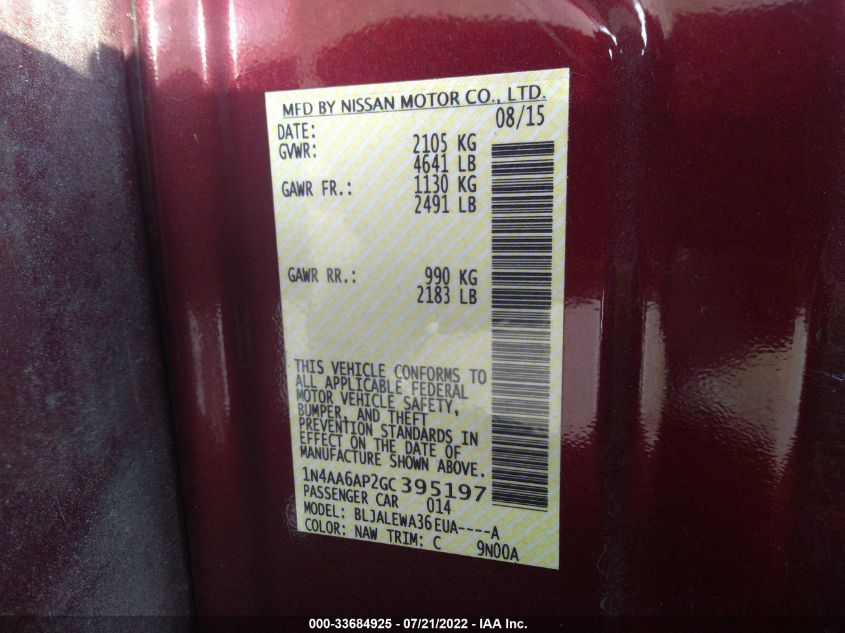 MFD BY NISSAN MOTOR CO., LTD.
DATE: 08/15
GVWR: 2105 KG
4641 LB
GAWR FR.: 1130 KG
2491 LB
GAWR RR.: 990 KG
2183 LB
THIS VEHICLE CONFORMS TO
ALL APPLICABLE FEDERAL
MOTOR VEHICLE SAFETY,
BUMPER, AND THEFT
PREVENTION STANDARDS IN
EFFECT ON THE DATE OF
MANUFACTURE SHOWN ABOVE.
1N4AA6AP2GC395197
PASSENGER CAR 014
MODEL: BLJALEWA36EUA----A
COLOR: NAW TRIM: C 9N00A
000-33684925 - 07/21/2022 - IAA Inc.